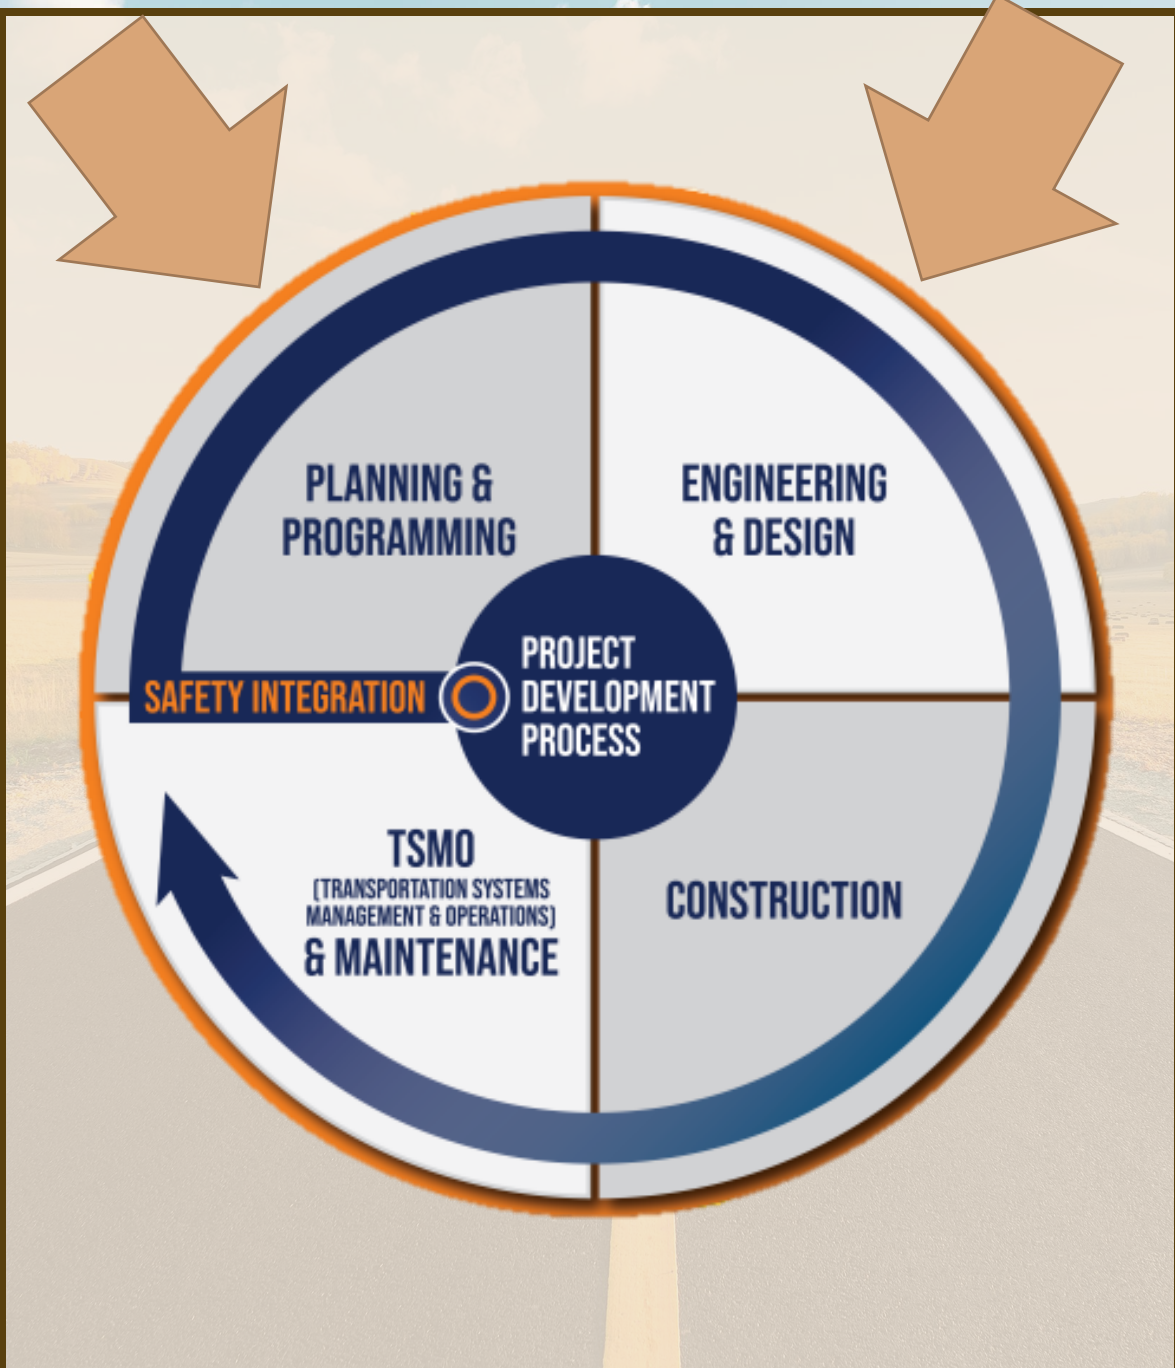 PLANNING &
PROGRAMMING
ENGINEERING
& DESIGN
SAFETY INTEGRATION
PROJECT
DEVELOPMENT
PROCESS
TSMO
(TRANSPORTATION SYSTEMS
MANAGEMENT & OPERATIONS)
& MAINTENANCE
CONSTRUCTION